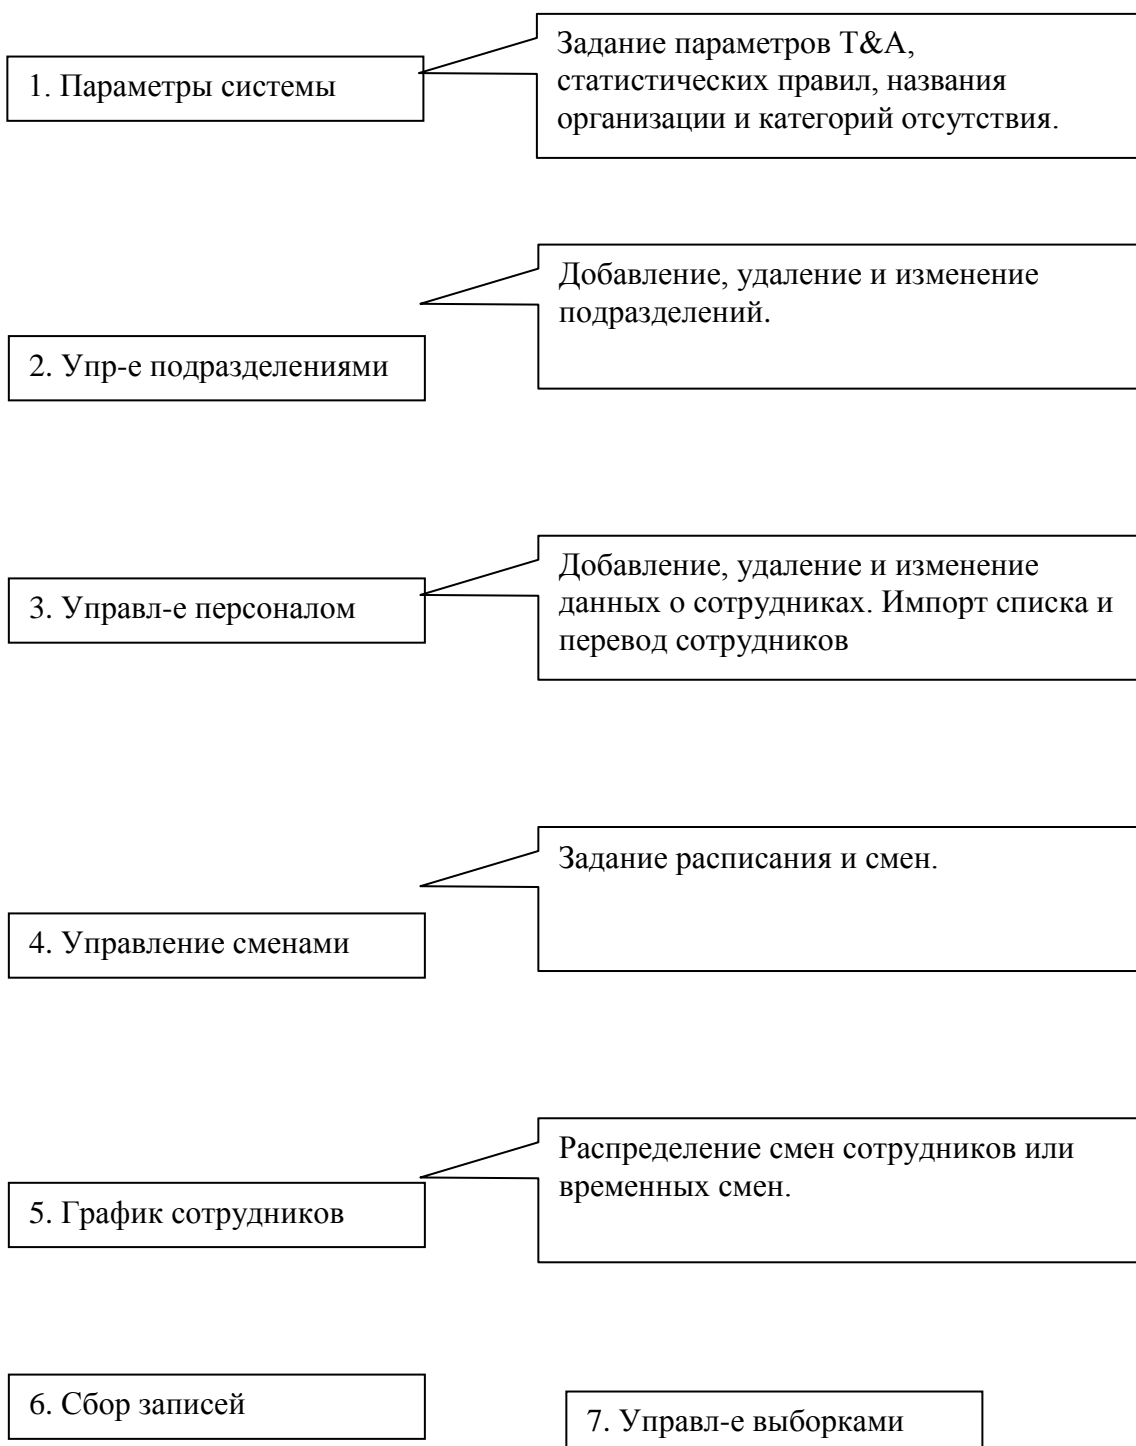 1. Параметры системы
Задание параметров T&A,
статистических правил, названия
организации и категорий отсутствия.
Добавление, удаление и изменение
подразделений.
2. Упр-е подразделениями
Добавление, удаление и изменение
данных о сотрудниках. Импорт списка и
перевод сотрудников
3. Управл-е персоналом
Задание расписания и смен.
4. Управление сменами
Распределение смен сотрудников или
временных смен.
5. График сотрудников
6. Сбор записей
7. Управл-е выборками